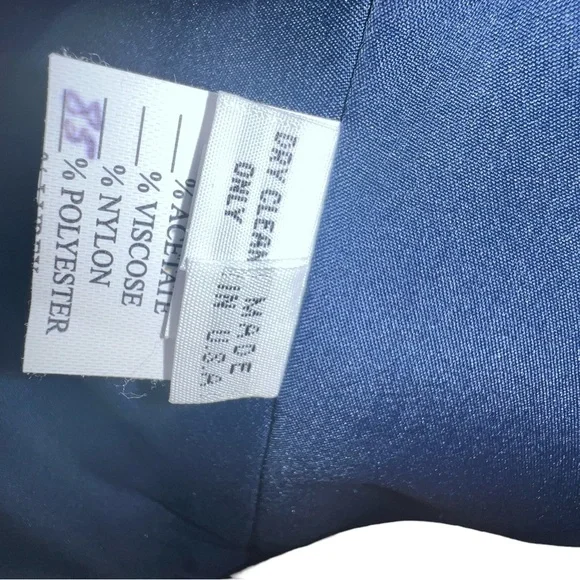 DRY CLEAN
ONLY
MADE
IN U.S.A
% ACETATE
% VISCOSE
% NYLON
85 % POLYESTER